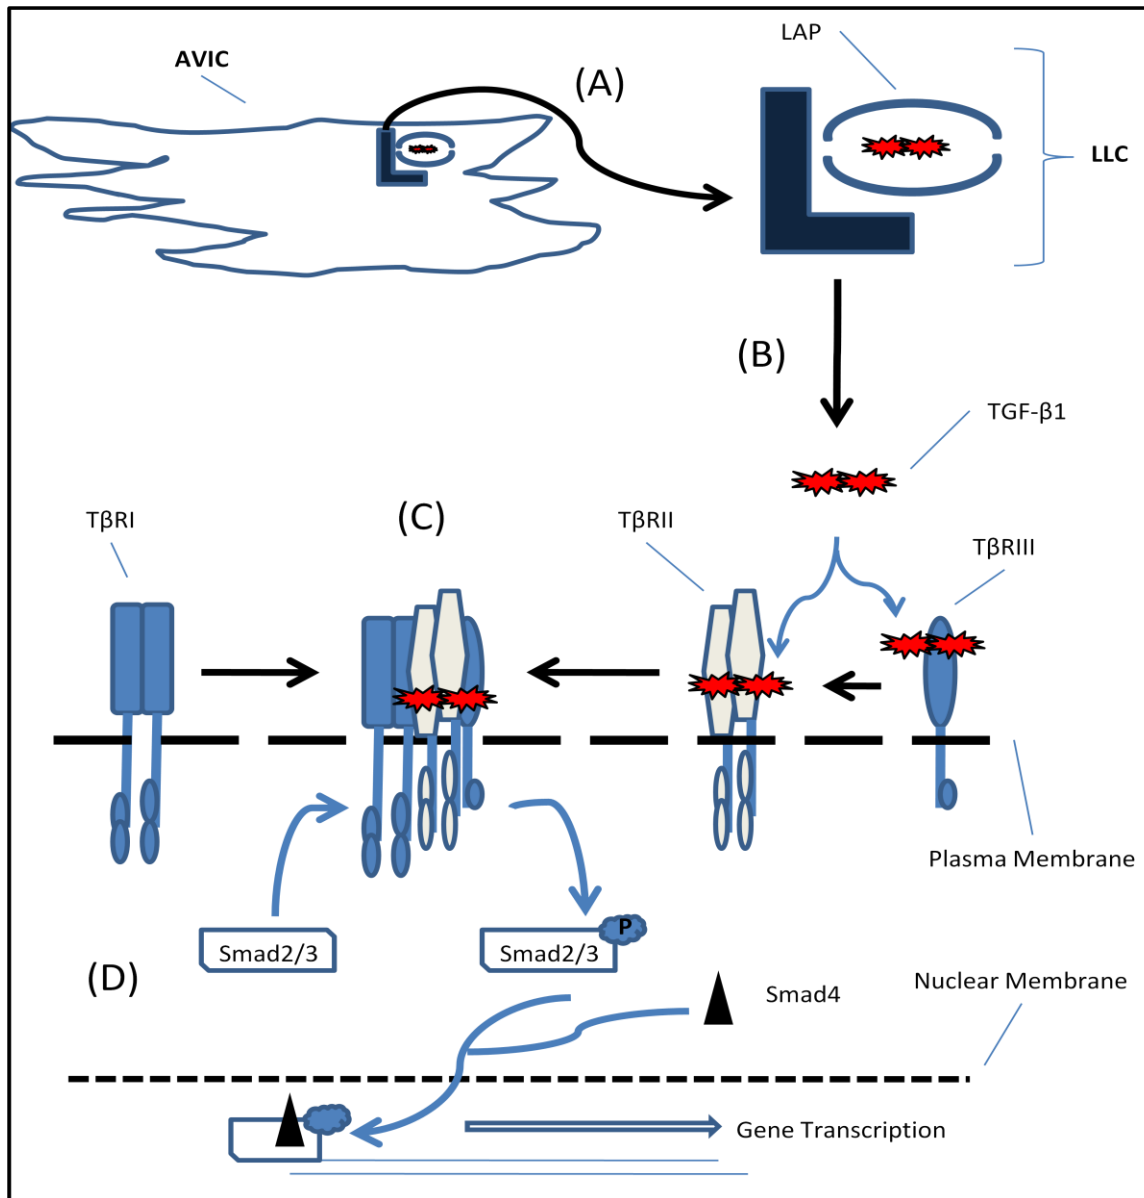 LAP
AVIC
(A)
LLC
(B)
TGF-β1
TβRI
(C)
TβRII
TβRIII
Plasma Membrane
Smad2/3
Smad2/3
P
(D)
Smad4
Nuclear Membrane
Gene Transcription